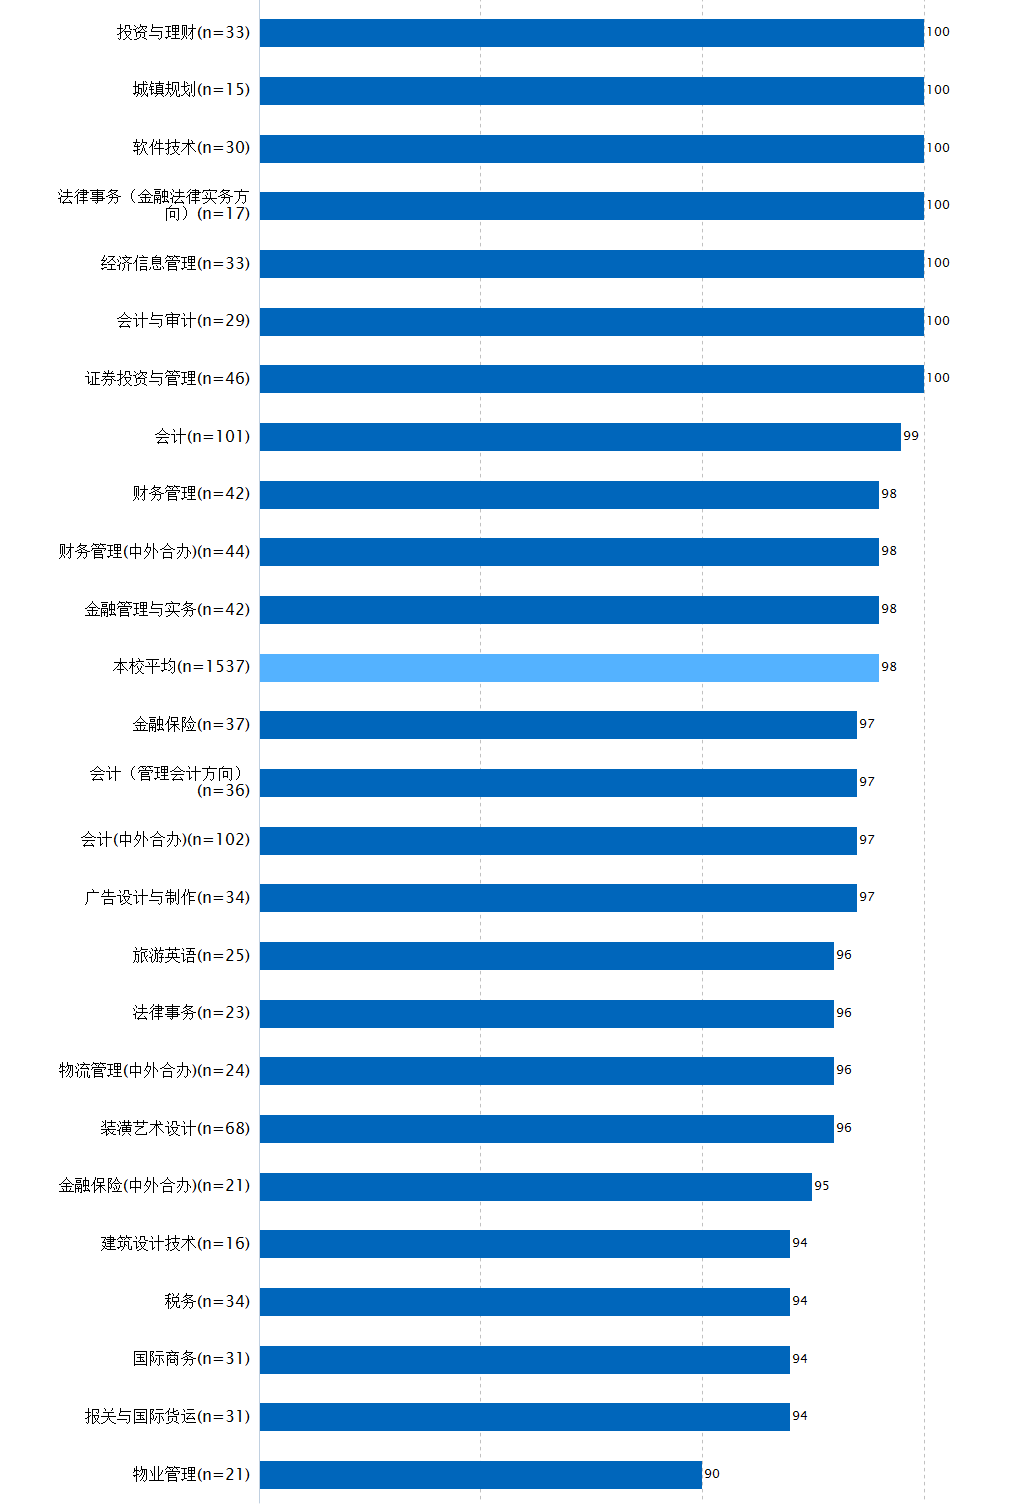 投资与理财(n=33)
100
城镇规划(n=15)
100
软件技术(n=30)
100
法律事务（金融法律实务方
向）(n=17)
100
经济信息管理(n=33)
100
会计与审计(n=29)
100
证券投资与管理(n=46)
100
会计(n=101)
99
财务管理(n=42)
98
财务管理(中外合办)(n=44)
98
金融管理与实务(n=42)
98
本校平均(n=1537)
98
金融保险(n=37)
97
会计（管理会计方向）
(n=36)
97
会计(中外合办)(n=102)
97
广告设计与制作(n=34)
97
旅游英语(n=25)
96
法律事务(n=23)
96
物流管理(中外合办)(n=24)
96
装潢艺术设计(n=68)
96
金融保险(中外合办)(n=21)
95
建筑设计技术(n=16)
94
税务(n=34)
94
国际商务(n=31)
94
报关与国际货运(n=31)
94
物业管理(n=21)
90